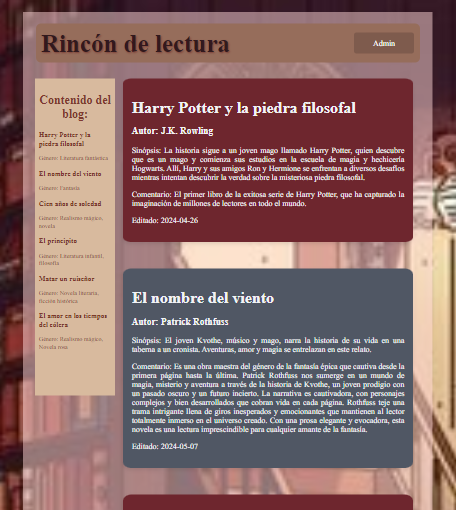 Rincón de lectura
Admin
Contenido del
blog:
Harry Potter y la
piedra filosofal
Género: Literatura fantástica
El nombre del viento
Género: Fantasía
Cien años de soledad
Género: Realismo mágico,
novela
El principito
Género: Literatura infantil,
filosofía
Matar un ruiseñor
Género: Novela literaria,
ficción histórica
El amor en los tiempos
del cólera
Género: Realismo mágico,
Novela rosa
Harry Potter y la piedra filosofal
Autor: J.K. Rowling
Sinópsis: La historia sigue a un joven mago llamado Harry Potter, quien descubre
que es un mago y comienza sus estudios en la escuela de magia y hechicería
Hogwarts. Allí, Harry y sus amigos Ron y Hermione se enfrentan a diversos desafíos
mientras intentan descubrir la verdad sobre la misteriosa piedra filosofal.
Comentario: El primer libro de la exitosa serie de Harry Potter, que ha capturado la
imaginación de millones de lectores en todo el mundo.
Editado: 2024-04-26
El nombre del viento
Autor: Patrick Rothfuss
Sinópsis: El joven Kvothe, músico y mago, narra la historia de su vida en una
taberna a un cronista. Aventuras, amor y magia se entrelazan en este relato.
Comentario: Es una obra maestra del género de la fantasía épica que cautiva desde la
primera página hasta la última. Patrick Rothfuss nos sumerge en un mundo de
magia, misterio y aventura a través de la historia de Kvothe, un joven prodigio con
un pasado oscuro y un futuro incierto. La narrativa es cautivadora, con personajes
complejos y bien desarrollados que cobran vida en cada página. Rothfuss teje una
trama intrigante llena de giros inesperados y emocionantes que mantienen al lector
totalmente inmerso en el universo creado. Con una prosa elegante y evocadora, esta
novela es una lectura imprescindible para cualquier amante de la fantasía.
Editado: 2024-05-07